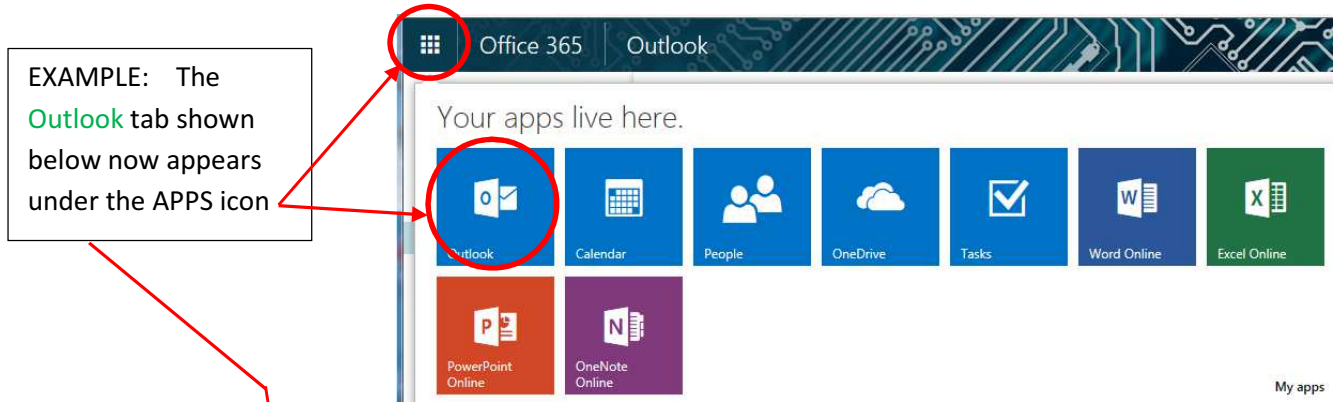 Office 365 Outlook
EXAMPLE: The
Outlook tab shown
below now appears
under the APPS icon
Your apps live here.
Outlook Calendar People OneDrive Tasks Word Online Excel Online
PowerPoint
Online
OneNote
Online
My apps